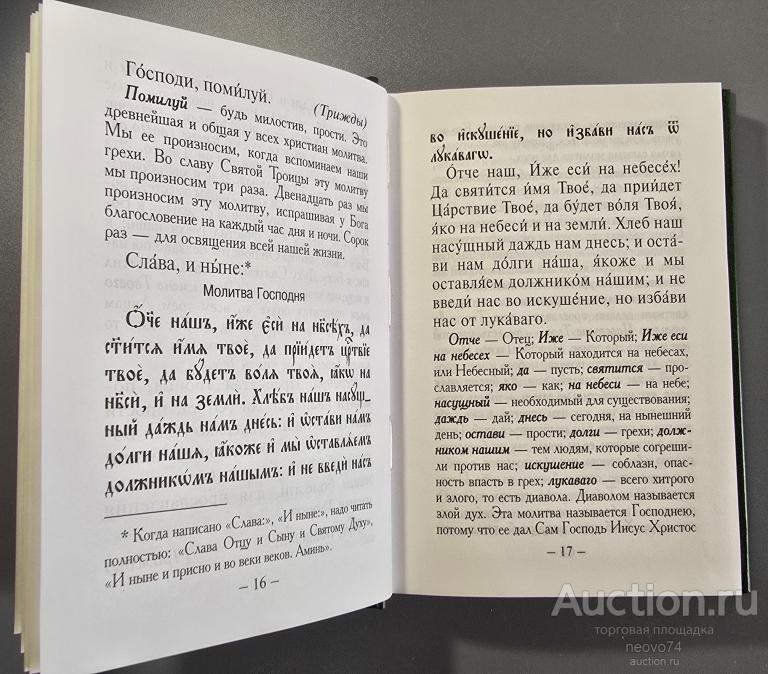 Го́споди, поми́луй.
(Трижды)
Помилуй — будь милостив, прости. Это
древнейшая и общая у всех христиан молитва.
Мы ее произносим, когда вспоминаем наши
грехи. Во славу Святой Троицы эту молитву
мы произносим три раза. Двенадцать раз мы
произносим эту молитву, испрашивая у Бога
благословение на каждый час дня и ночи. Сорок
раз — для освящения всей нашей жизни.
Сла́ва, и ны́не:*
Молитва Господня
Ѻ҆́ч҃е на́шъ, и҆́же є҆сѝ на нб҃сѣ́хъ, да
ст҃и́тсѧ и҆́мѧ твоѐ, да прїи́детъ црⷭ҇твїе
твоѐ, да бꙋ́детъ во́лѧ твоѧ̀, ꙗ҆́кѡ на
нб҃сѝ, и҆ на землѝ. Хлѣ́бъ на́шъ насꙋ́щ_
ный да́ждь на́мъ дне́сь: и҆ ѡ҆ста́ви на́мъ
до́лги на́шѧ, ꙗ҆́коже и҆ мы̀ ѡ҆ставлѧ́емъ
должникѡ́мъ на́шымъ: и҆ не введѝ на́съ
* Когда написано «Слава:», «И ныне:», надо читать
полностью: «Слава Отцу и Сыну и Святому Духу»,
«И ныне и присно и во веки веков. Аминь».
– 16 –
во и҆скꙋше́нїе, но и҆зба́ви на́съ ѿ
лꙋка́вагѡ.
О́тче наш, И́же еси́ на небесе́х!
Да святи́тся и́мя Твое́, да прии́дет
Ца́рствие Твое́, да бу́дет во́ля Твоя́,
я́ко на небеси́ и на земли́. Хлеб наш
насу́щный даждь нам днесь; и оста́-
ви нам до́лги на́ша, я́коже и мы
оставля́ем должнико́м на́шим; и не
введи́ нас во искуше́ние, но изба́ви
нас от лука́ваго.
Отче — Отец; Иже — Который; Иже еси
на небесех — Который находится на небесах,
или Небесный; да — пусть; святится — про-
славляется; яко — как; на небеси — на небе;
насущный — необходимый для существования;
даждь — дай; днесь — сегодня, на нынешний
день; остави — прости; долги — грехи; долж-
ником нашим — тем людям, которые согреши-
ли против нас; искушение — соблазн, опас-
ность впасть в грех; лукаваго — всего хитрого
и злого, то есть диавола. Диаволом называется
злой дух. Эта молитва называется Господнею,
потому что ее дал Сам Господь Иисус Христос
– 17 –
Auction.ru
торговая площадка
neovo74
auction.ru